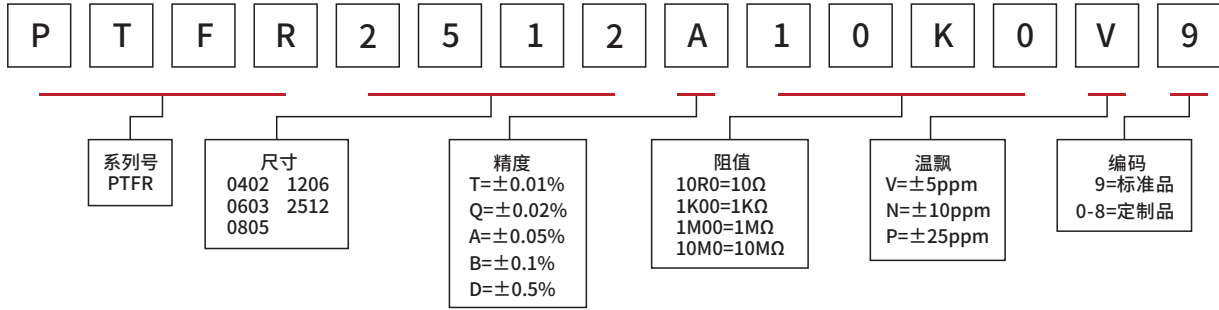 P T F R 2 5 1 2 A 1 0 K 0 V 9
系列号
PTFR
尺寸
0402 1206
0603 2512
0805
精度
T=±0.01%
Q=±0.02%
A=±0.05%
B=±0.1%
D=±0.5%
阻值
10R0=10Ω
1K00=1KΩ
1M00=1MΩ
10M0=10MΩ
温飘
V=±5ppm
N=±10ppm
P=±25ppm
编码
9=标准品
0-8=定制品